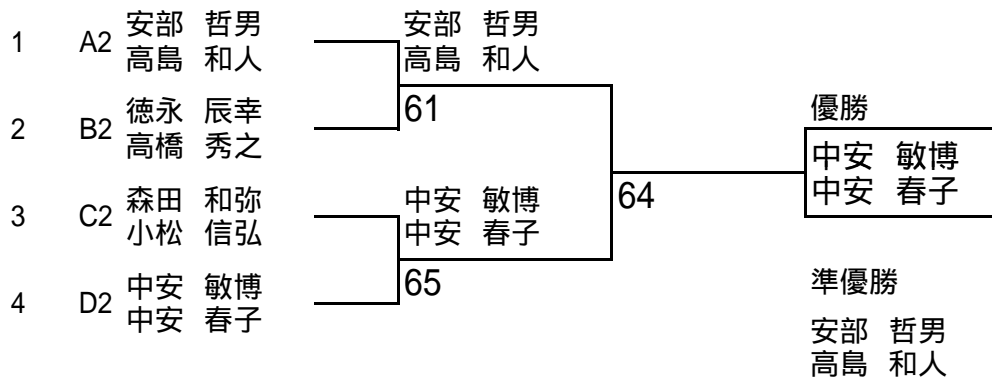 1 A2 安部 哲男
高島 和人
2 B2 徳永 辰幸
高橋 秀之
3 C2 森田 和弥
小松 信弘
4 D2 中安 敏博
中安 春子
安部 哲男
高島 和人
61
中安 敏博
中安 春子
65
64
優勝
中安 敏博
中安 春子
準優勝
安部 哲男
高島 和人